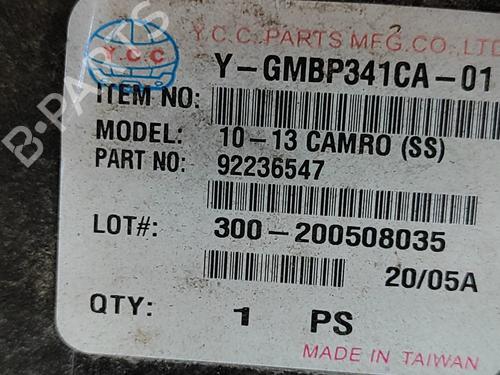 Y.C.C. PARTS MFG.CO.,LTD
Y.C.C
Y-GMBP341CA-01
ITEM NO:
MODEL: 10-13 CAMRO (SS)
PART NO: 92236547
LOT#: 300-200508035
20/05A
QTY: 1 PS
MADE IN TAIWAN